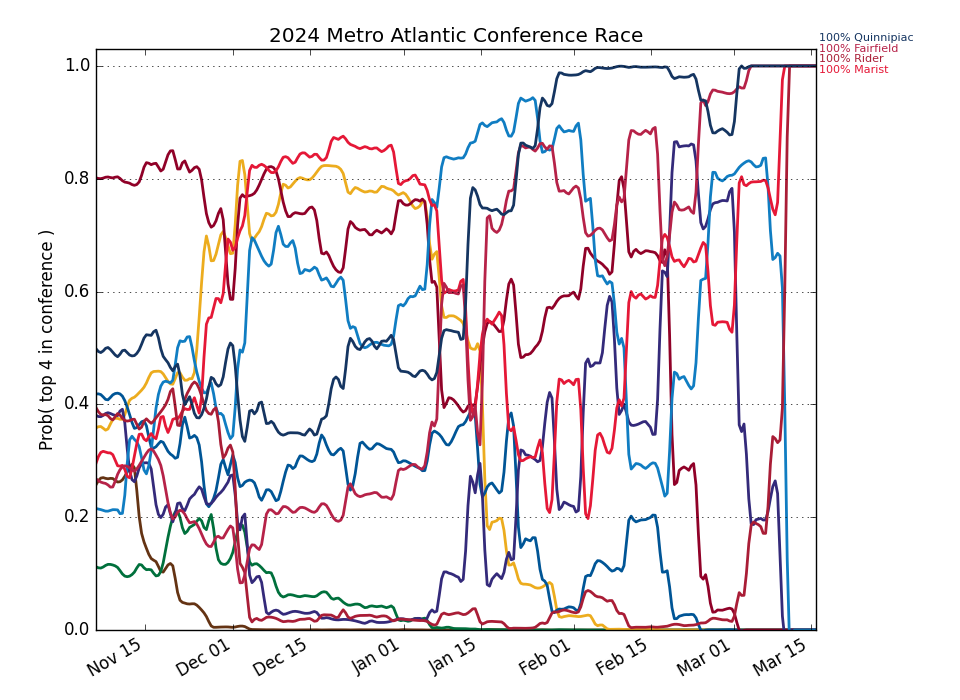 2024 Metro Atlantic Conference Race
100% Quinnipiac
100% Fairfield
100% Rider
100% Marist
Prob( top 4 in conference )
1.0
0.8
0.6
0.4
0.2
0.0
Nov 15
Dec 01
Dec 15
Jan 01
Jan 15
Feb 01
Feb 15
Mar 01
Mar 15